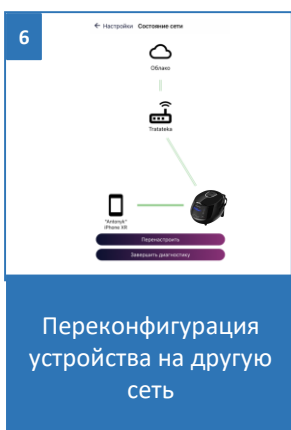 6
← Настройки Состояние сети
Облако
Tratateka
"Antonyk"
iPhone XR
Перенастроить
Завершить диагностику
Переконфигурация
устройства на другую
сеть